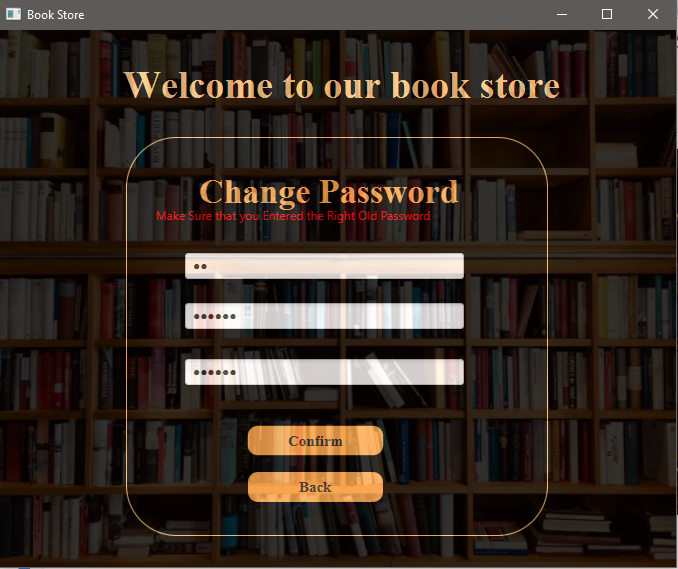 Book Store
Welcome to our book store
Change Password
Make Sure that you Entered the Right Old Password
●●
●●●●●●
●●●●●●
Confirm
Back